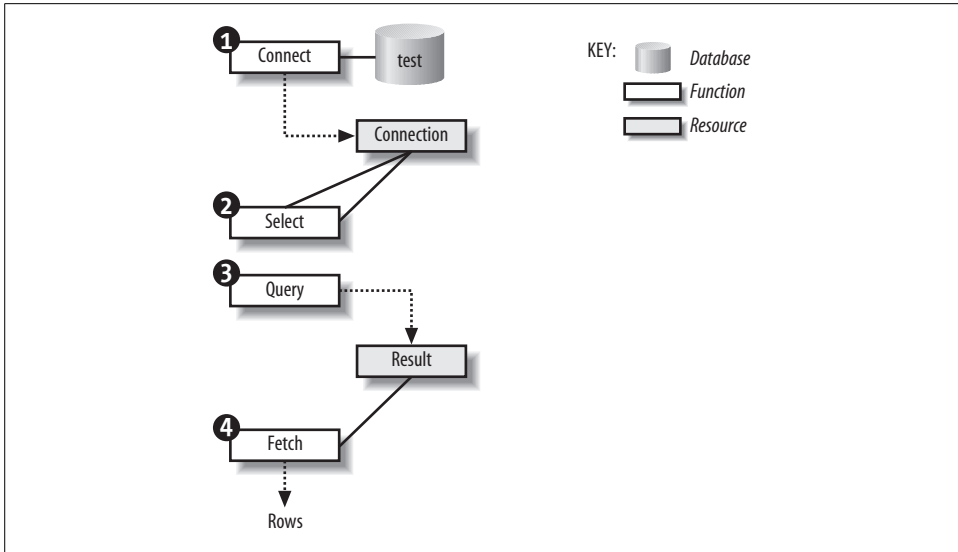 1
Connect
test
KEY:
Database
Function
Resource
Connection
2
Select
3
Query
Result
4
Fetch
Rows